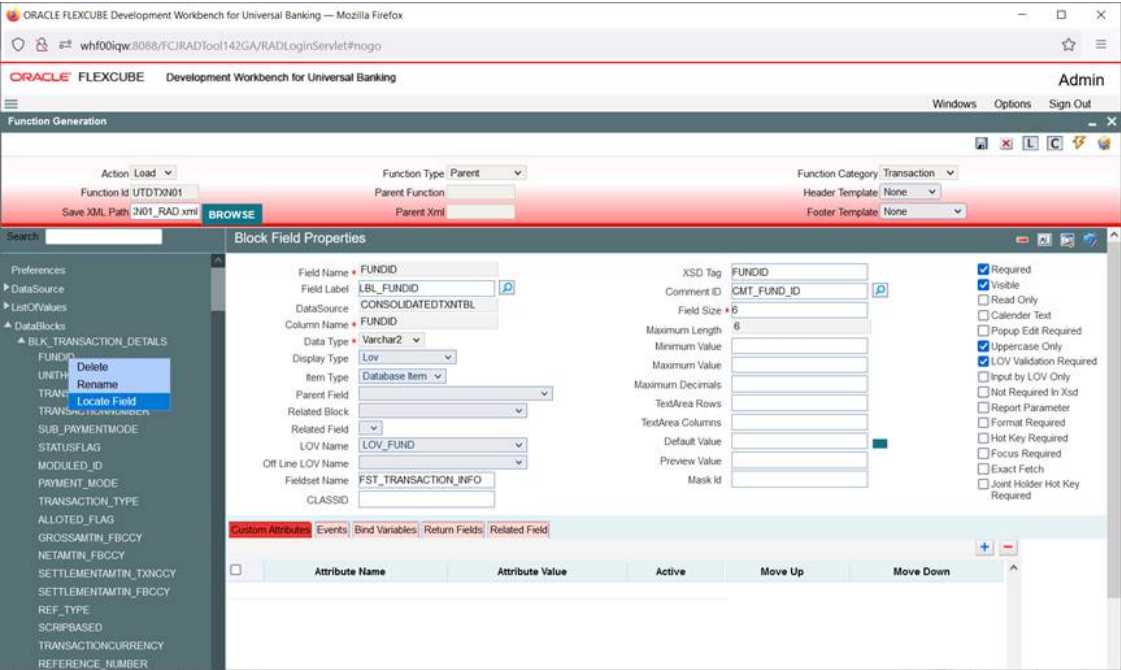 ORACLE FLEXCUBE Development Workbench for Universal Banking — Mozilla Firefox
whf00iqw:8088/FCJRADTool142GA/RADLoginServlet#nogo
ORACLE FLEXCUBE Development Workbench for Universal Banking Admin
Windows Options Sign Out
Function Generation
L C
Action Load Function Type Parent Function Category Transaction
Function Id UTDTXN01 Parent Function Header Template None
Save XML Path N01_RAD.xml BROWSE Parent Xml Footer Template None
Search Block Field Properties
Preferences
DataSource
ListOfValues
DataBlocks
BLK_TRANSACTION_DETAILS
FUNDID
Delete
Rename
Locate Field
TRANSACTIONNUMBER
SUB_PAYMENTMODE
STATUSFLAG
MODULED_ID
PAYMENT_MODE
TRANSACTION_TYPE
ALLOTED_FLAG
GROSSAMTIN_FBCCY
NETAMTIN_FBCCY
SETTLEMENTAMTIN_TXNCCY
SETTLEMENTAMTIN_FBCCY
REF_TYPE
SCRIPBASED
TRANSACTIONCURRENCY
REFERENCE_NUMBER
Field Name * FUNDID
Field Label LBL_FUNDID
DataSource CONSOLIDATEDTXNTBL
Column Name * FUNDID
Data Type * Varchar2
Display Type Lov
Item Type Database Item
Parent Field
Related Block
Related Field
LOV Name LOV_FUND
Off Line LOV Name
Fieldset Name FST_TRANSACTION_INFO
CLASSID
XSD Tag FUNDID
Comment ID CMT_FUND_ID
Field Size * 6
Maximum Length 6
Minimum Value
Maximum Value
Maximum Decimals
TextArea Rows
TextArea Columns
Default Value
Preview Value
Mask Id
Required
Visible
Read Only
Calender Text
Popup Edit Required
Uppercase Only
LOV Validation Required
Input by LOV Only
Not Required In Xsd
Report Parameter
Format Required
Hot Key Required
Focus Required
Exact Fetch
Joint Holder Hot Key
Required
Custom Attributes Events Bind Variables Return Fields Related Field
Attribute Name Attribute Value Active Move Up Move Down